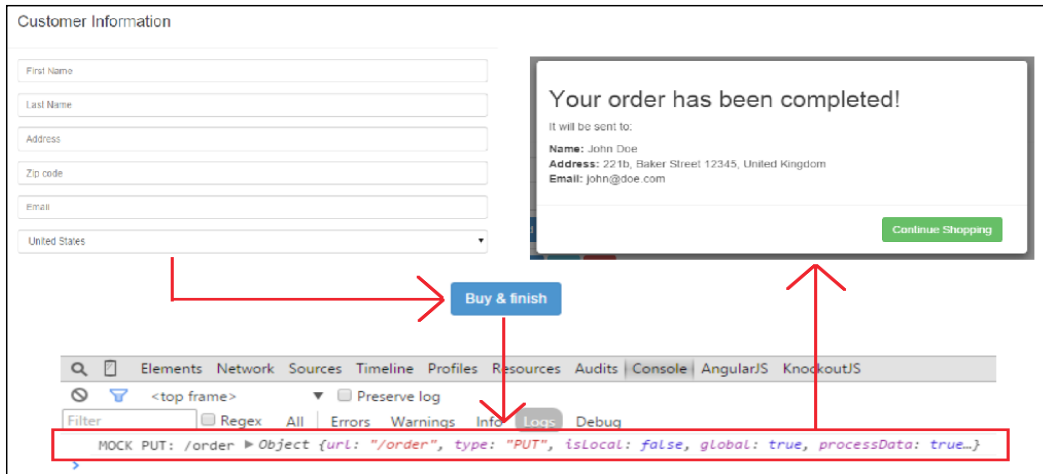 Customer Information
First Name
Last Name
Address
Zip code
Email
United States
Your order has been completed!
It will be sent to:
Name: John Doe
Address: 221b, Baker Street 12345, United Kingdom
Email: john@doe.com
Continue Shopping
Buy & finish
Elements Network Sources Timeline Profiles Resources Audits Console AngularJS KnockoutJS
<top frame> ▼ Preserve log
Filter Regex All Errors Warnings Info Logs Debug
MOCK PUT: /order ▶ Object {url: "/order", type: "PUT", isLocal: false, global: true, processData: true…}
>